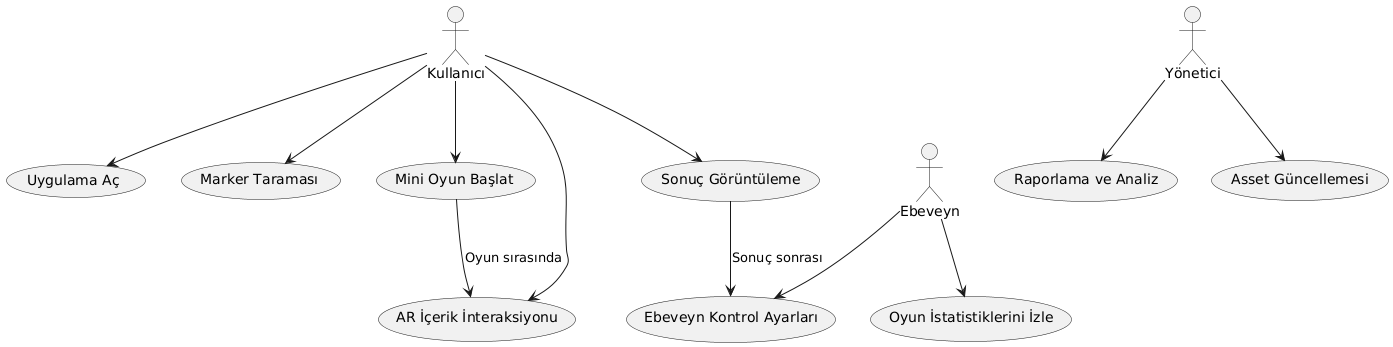 Kullanıcı
Yönetici
Uygulama Aç
Marker Taraması
Mini Oyun Başlat
Sonuç Görüntüleme
Ebeveyn
Raporlama ve Analiz
Asset Güncellemesi
Oyun sırasında
Sonuç sonrası
AR İçerik İnteraksiyonu
Ebeveyn Kontrol Ayarları
Oyun İstatistiklerini İzle